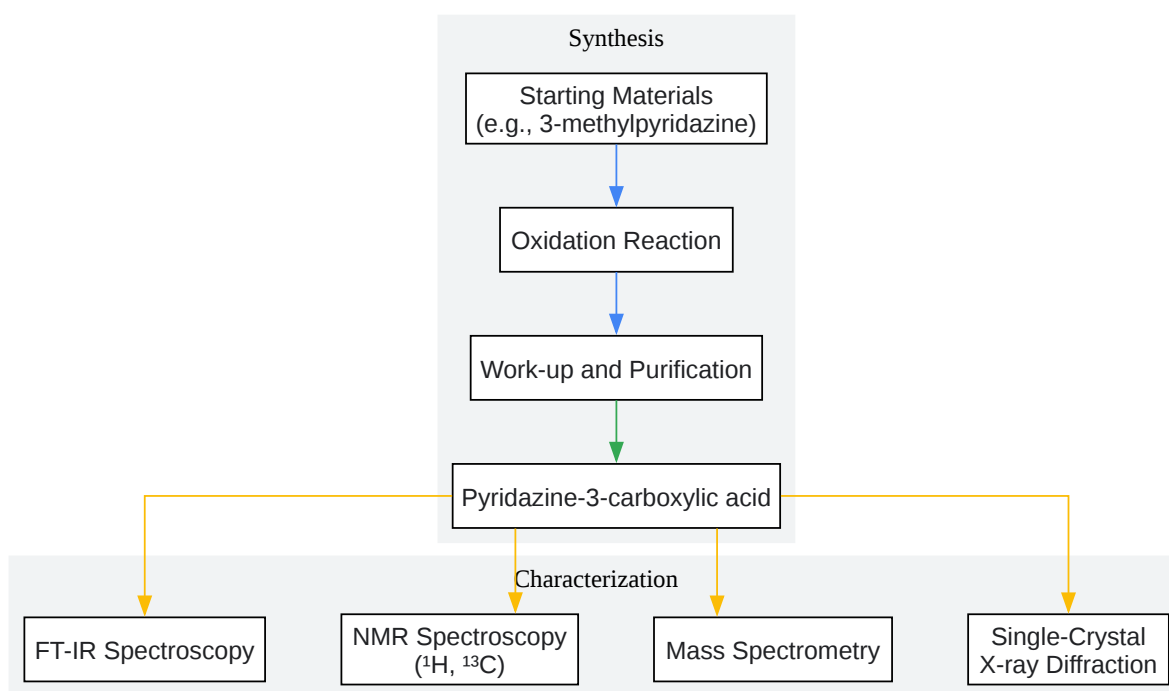 Synthesis
Starting Materials
(e.g., 3-methylpyridazine)
Oxidation Reaction
Work-up and Purification
Pyridazine-3-carboxylic acid
Characterization
FT-IR Spectroscopy
NMR Spectroscopy
(¹H, ¹³C)
Mass Spectrometry
Single-Crystal
X-ray Diffraction